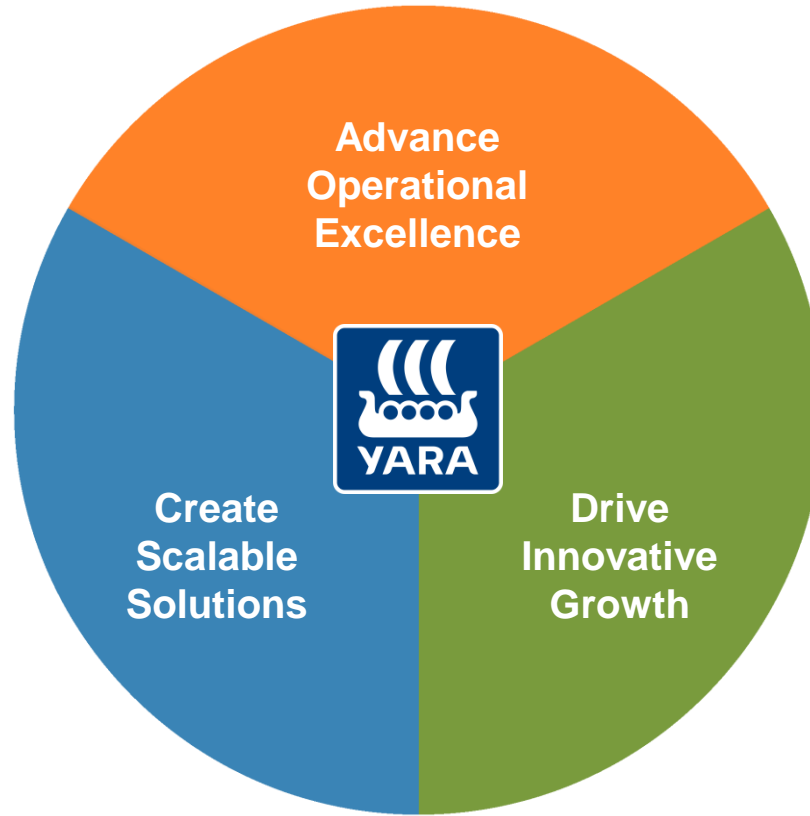 Advance
Operational
Excellence
YARA
Create
Scalable
Solutions
Drive
Innovative
Growth